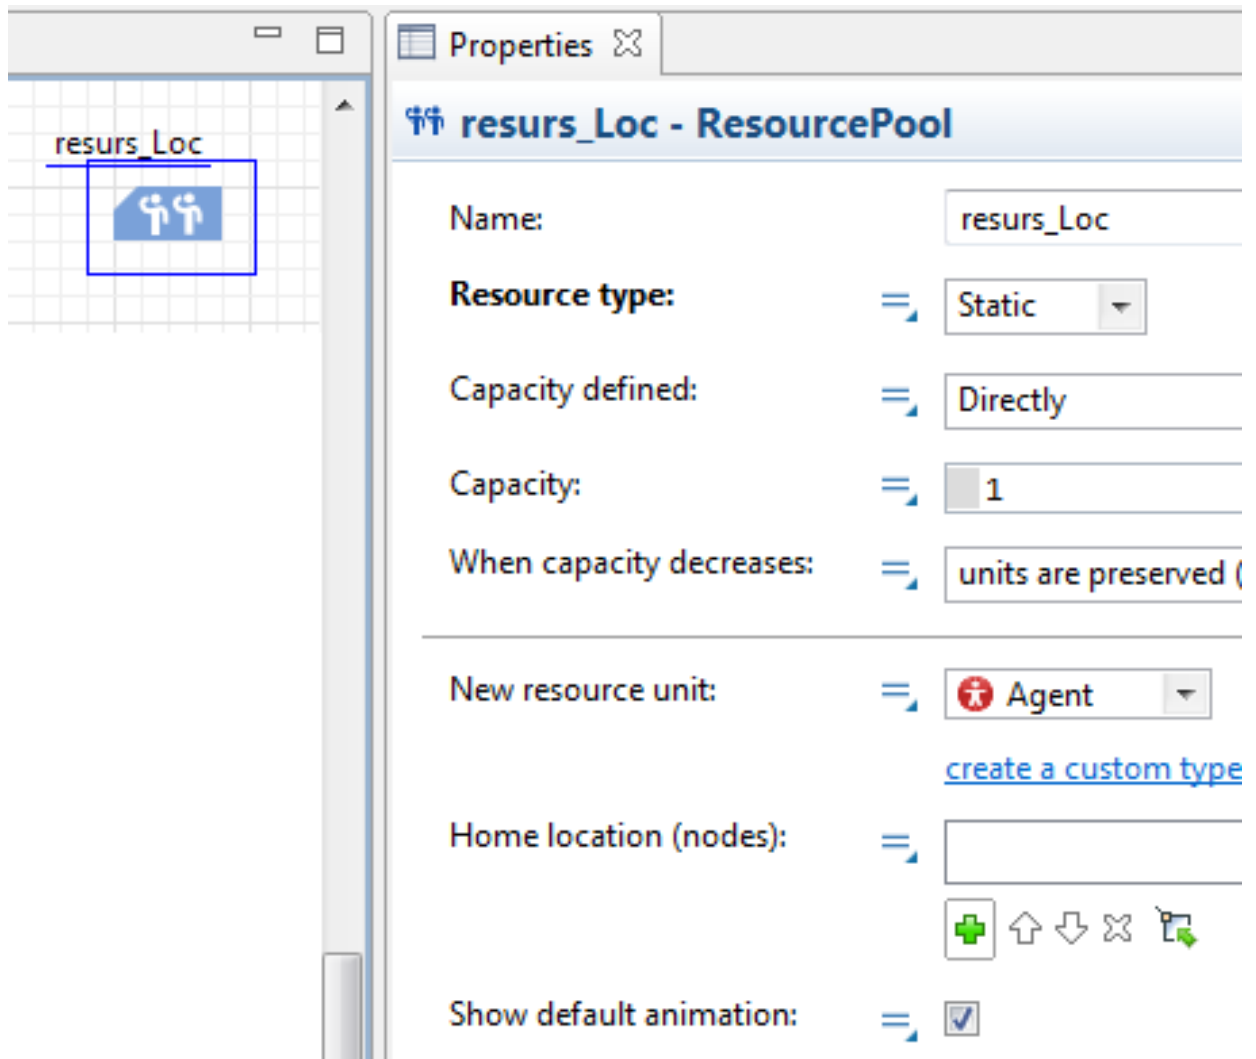 Properties
resurs_Loc
resurs_Loc - ResourcePool
Name: resurs_Loc
Resource type: Static
Capacity defined: Directly
Capacity: 1
When capacity decreases: units are preserved (
New resource unit: Agent
create a custom type
Home location (nodes):
Show default animation: